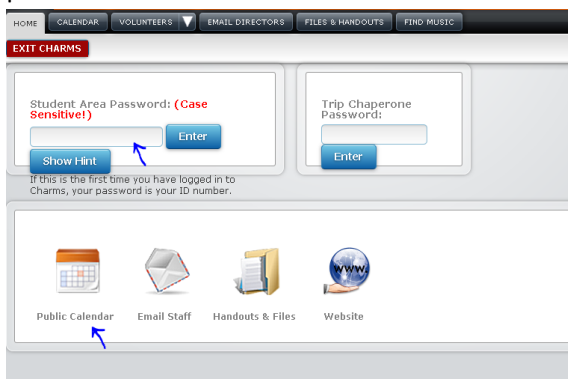 HOME CALENDAR VOLUNTEERS EMAIL DIRECTORS FILES & HANDOUTS FIND MUSIC
EXIT CHARMS
Student Area Password: (Case
Sensitive!)
Enter
Show Hint
If this is the first time you have logged in to
Charms, your password is your ID number.
Trip Chaperone
Password:
Enter
www.
Public Calendar Email Staff Handouts & Files Website